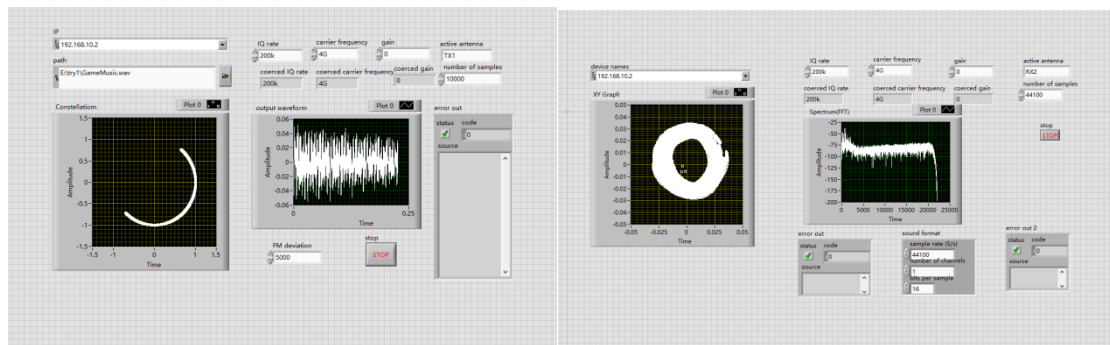 IP
192.168.10.2
path
E:\try1\GameMusic.wav
IQ rate
200k
carrier frequency
4G
gain
0
active antenna
TX1
coerced IQ rate
200k
coerced carrier frequency
4G
coerced gain
0
number of samples
10000
Constellatiom
Plot 0
Amplitude
1.5
1
0.5
0
-0.5
-1
-1.5
-1.5 -1 -0.5 0 0.5 1 1.5
Time
output waveform
Plot 0
Amplitude
0.06
0.04
0.02
0
-0.02
-0.04
-0.06
0 0.25
Time
error out
status code
0
source
FM deviation
5000
stop
STOP
device names
192.168.10.2
IQ rate
200k
carrier frequency
4G
gain
0
active antenna
RX2
coerced IQ rate
200k
coerced carrier frequency
4G
coerced gain
0
number of samples
44100
XY Graph
Plot 0
Amplitude
0.05
0.04
0.03
0.02
0.01
0
-0.01
-0.02
-0.03
-0.04
-0.05
-0.05 -0.025 0 0.025 0.05
Time
Spectrum(FFT)
Plot 0
Amplitude
-25
-50
-75
-100
-125
-150
-175
-200
0 5000 10000 15000 20000 25000
Time
stop
STOP
error out
status code
0
source
sound format
sample rate (S/s)
44100
number of channels
1
bits per sample
16
error out 2
status code
0
source